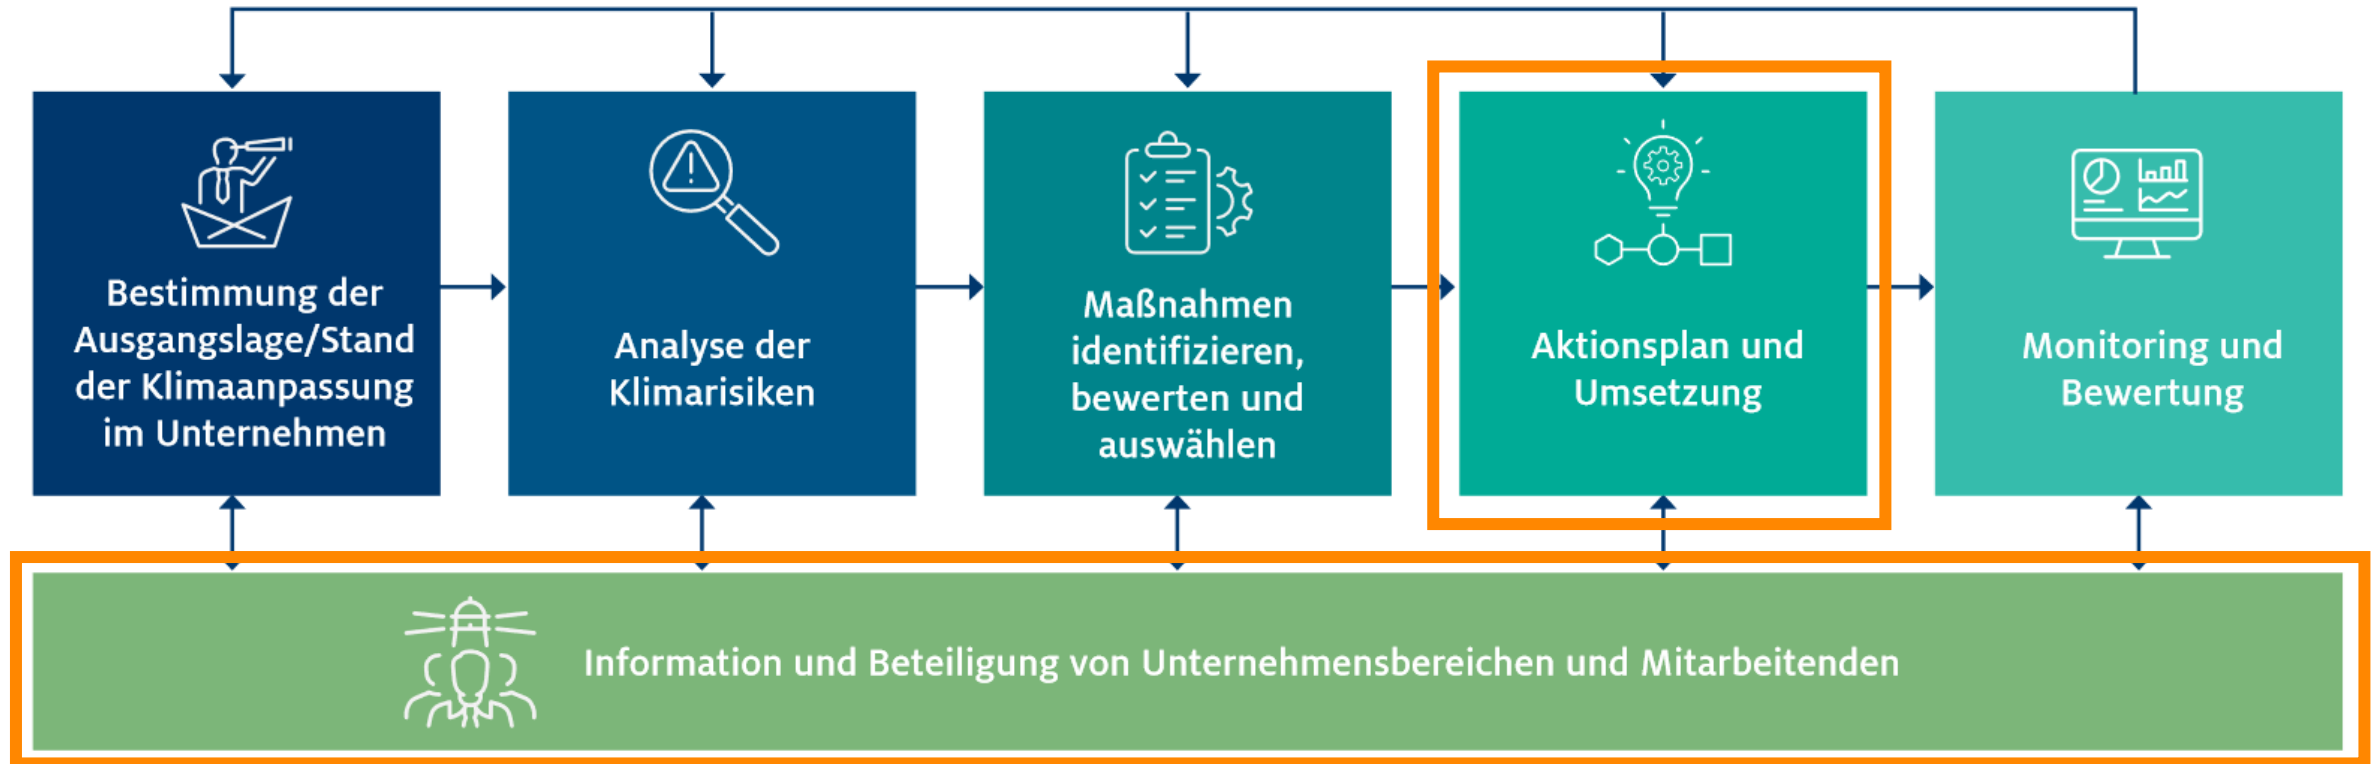 Bestimmung der
Ausgangslage/Stand
der Klimaanpassung
im Unternehmen
Analyse der
Klimarisiken
Maßnahmen
identifizieren,
bewerten und
auswählen
Aktionsplan und
Umsetzung
Monitoring und
Bewertung
Information und Beteiligung von Unternehmensbereichen und Mitarbeitenden